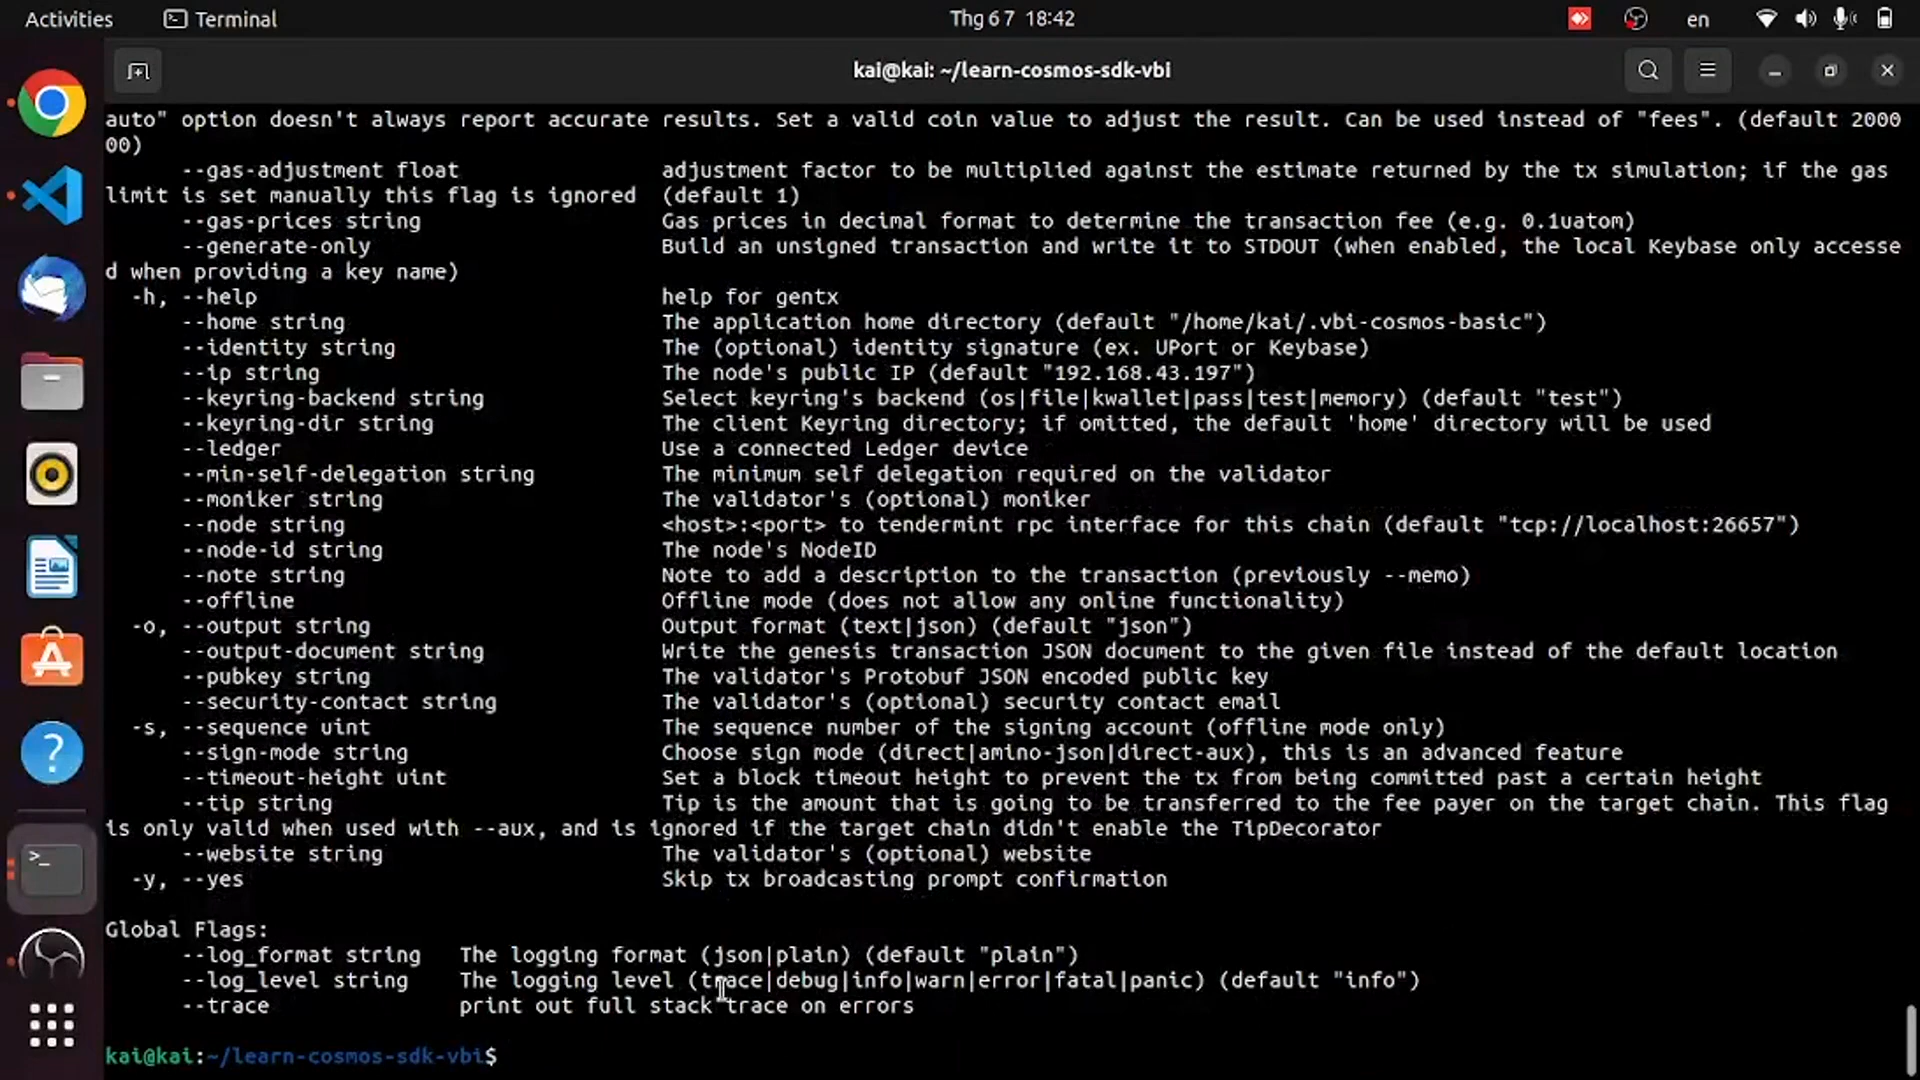 Activities
Terminal
Thg 6 7 18:42
en
kai@kai: ~/learn-cosmos-sdk-vbi
auto" option doesn't always report accurate results. Set a valid coin value to adjust the result. Can be used instead of "fees". (default 2000
00)
--gas-adjustment float adjustment factor to be multiplied against the estimate returned by the tx simulation; if the gas
limit is set manually this flag is ignored (default 1)
--gas-prices string Gas prices in decimal format to determine the transaction fee (e.g. 0.1uatom)
--generate-only Build an unsigned transaction and write it to STDOUT (when enabled, the local Keybase only accesse
d when providing a key name)
-h, --help help for gentx
--home string The application home directory (default "/home/kai/.vbi-cosmos-basic")
--identity string The (optional) identity signature (ex. UPort or Keybase)
--ip string The node's public IP (default "192.168.43.197")
--keyring-backend string Select keyring's backend (os|file|kwallet|pass|test|memory) (default "test")
--keyring-dir string The client Keyring directory; if omitted, the default 'home' directory will be used
--ledger Use a connected Ledger device
--min-self-delegation string The minimum self delegation required on the validator
--moniker string The validator's (optional) moniker
--node string <host>:<port> to tendermint rpc interface for this chain (default "tcp://localhost:26657")
--node-id string The node's NodeID
--note string Note to add a description to the transaction (previously --memo)
--offline Offline mode (does not allow any online functionality)
-o, --output string Output format (text|json) (default "json")
--output-document string Write the genesis transaction JSON document to the given file instead of the default location
--pubkey string The validator's Protobuf JSON encoded public key
--security-contact string The validator's (optional) security contact email
-s, --sequence uint The sequence number of the signing account (offline mode only)
--sign-mode string Choose sign mode (direct|amino-json|direct-aux), this is an advanced feature
--timeout-height uint Set a block timeout height to prevent the tx from being committed past a certain height
--tip string Tip is the amount that is going to be transferred to the fee payer on the target chain. This flag
is only valid when used with --aux, and is ignored if the target chain didn't enable the TipDecorator
--website string The validator's (optional) website
-y, --yes Skip tx broadcasting prompt confirmation
Global Flags:
--log_format string The logging format (json|plain) (default "plain")
--log_level string The logging level (trace|debug|info|warn|error|fatal|panic) (default "info")
--trace print out full stack trace on errors
kai@kai:~/learn-cosmos-sdk-vbi$